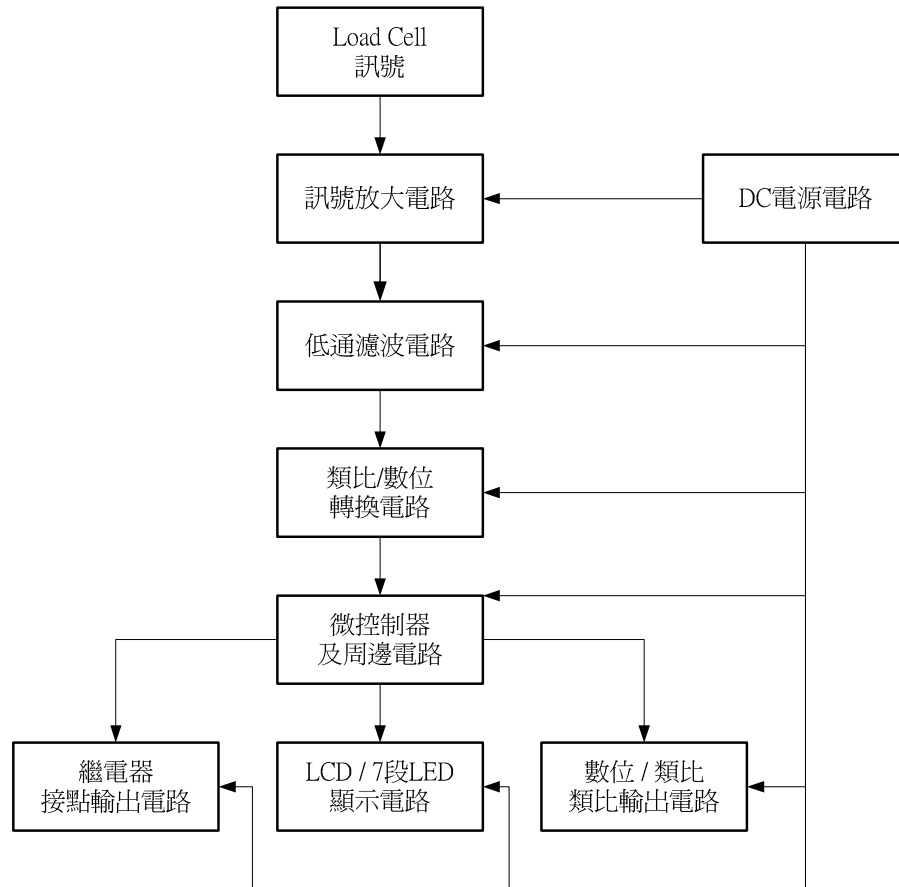 Load Cell
訊號
訊號放大電路
DC電源電路
低通濾波電路
類比/數位
轉換電路
微控制器
及周邊電路
繼電器
接點輸出電路
LCD / 7段LED
顯示電路
數位 / 類比
類比輸出電路